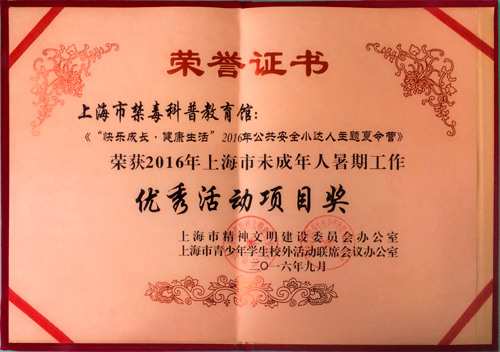 荣誉证书
上海市禁毒科普教育馆：
《“快乐成长·健康生活”2016年公共安全小达人主题夏令营》
荣获2016年上海市未成年人暑期工作
优秀活动项目奖
上海市精神文明建设委员会办公室
上海市青少年学生校外活动联席会议办公室
二〇一六年九月